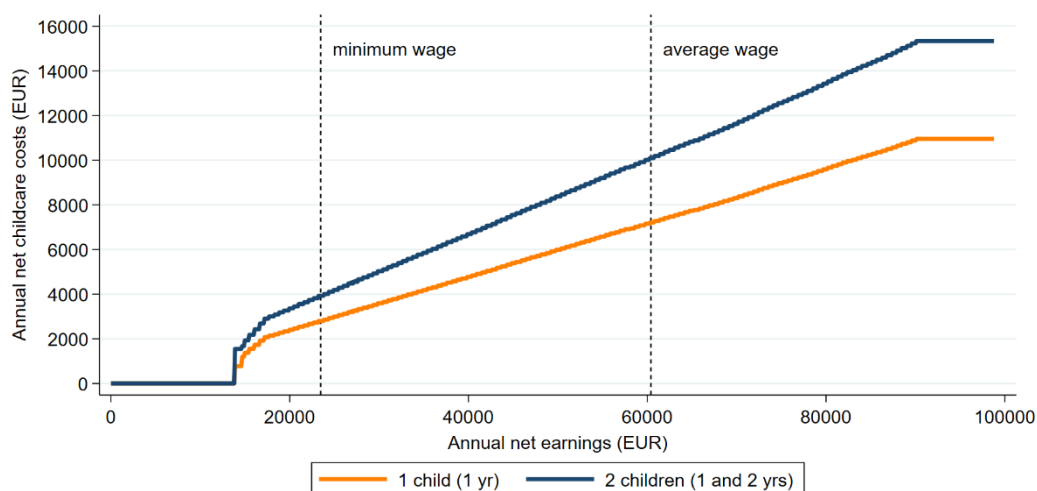 16000
14000
12000
10000
8000
6000
4000
2000
0
Annual net childcare costs (EUR)
minimum wage
average wage
0 20000 40000 60000 80000 100000
Annual net earnings (EUR)
1 child (1 yr) 2 children (1 and 2 yrs)